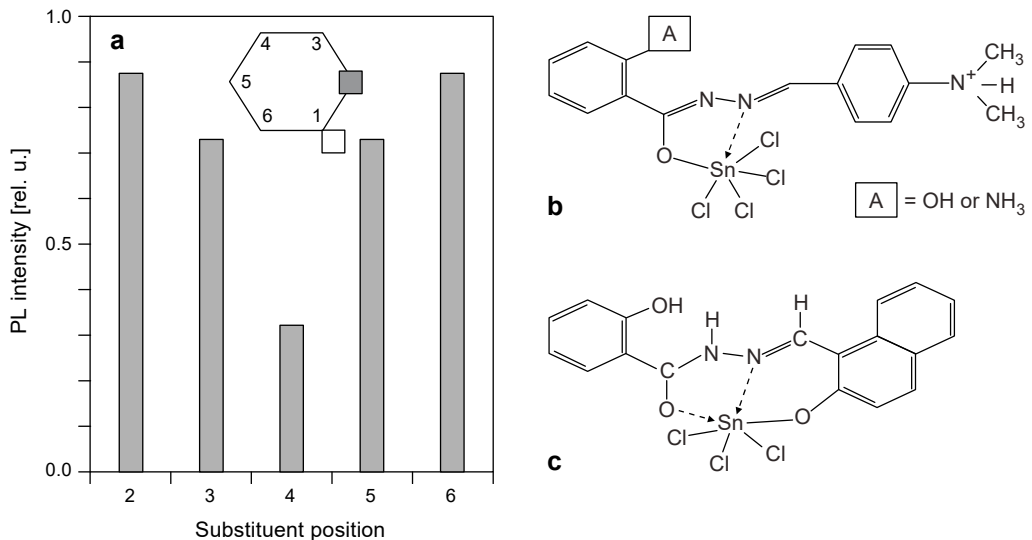 a
1.0
0.5
0.0
PL intensity [rel. u.]
4 3
5
6 1
2 3 4 5 6
Substituent position
A
CH₃
N N N⁺ H
CH₃
O Cl
Sn Cl
Cl Cl
b
A = OH or NH₃
OH H
H
N N C
C
O Sn O
Cl
Cl Cl
c